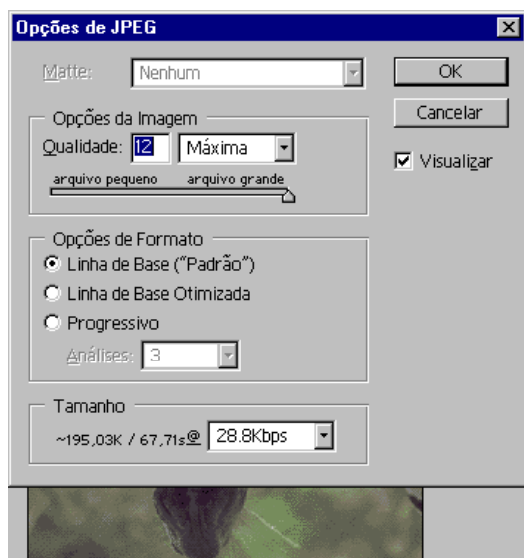 Opções de JPEG
Matte: Nenhum
OK
Opções da Imagem
Cancelar
Qualidade: 12 Máxima
Visualizar
arquivo pequeno arquivo grande
Opções de Formato
Linha de Base ("Padrão")
Linha de Base Otimizada
Progressivo
Análises: 3
Tamanho
~195,03K / 67,71s@ 28.8Kbps